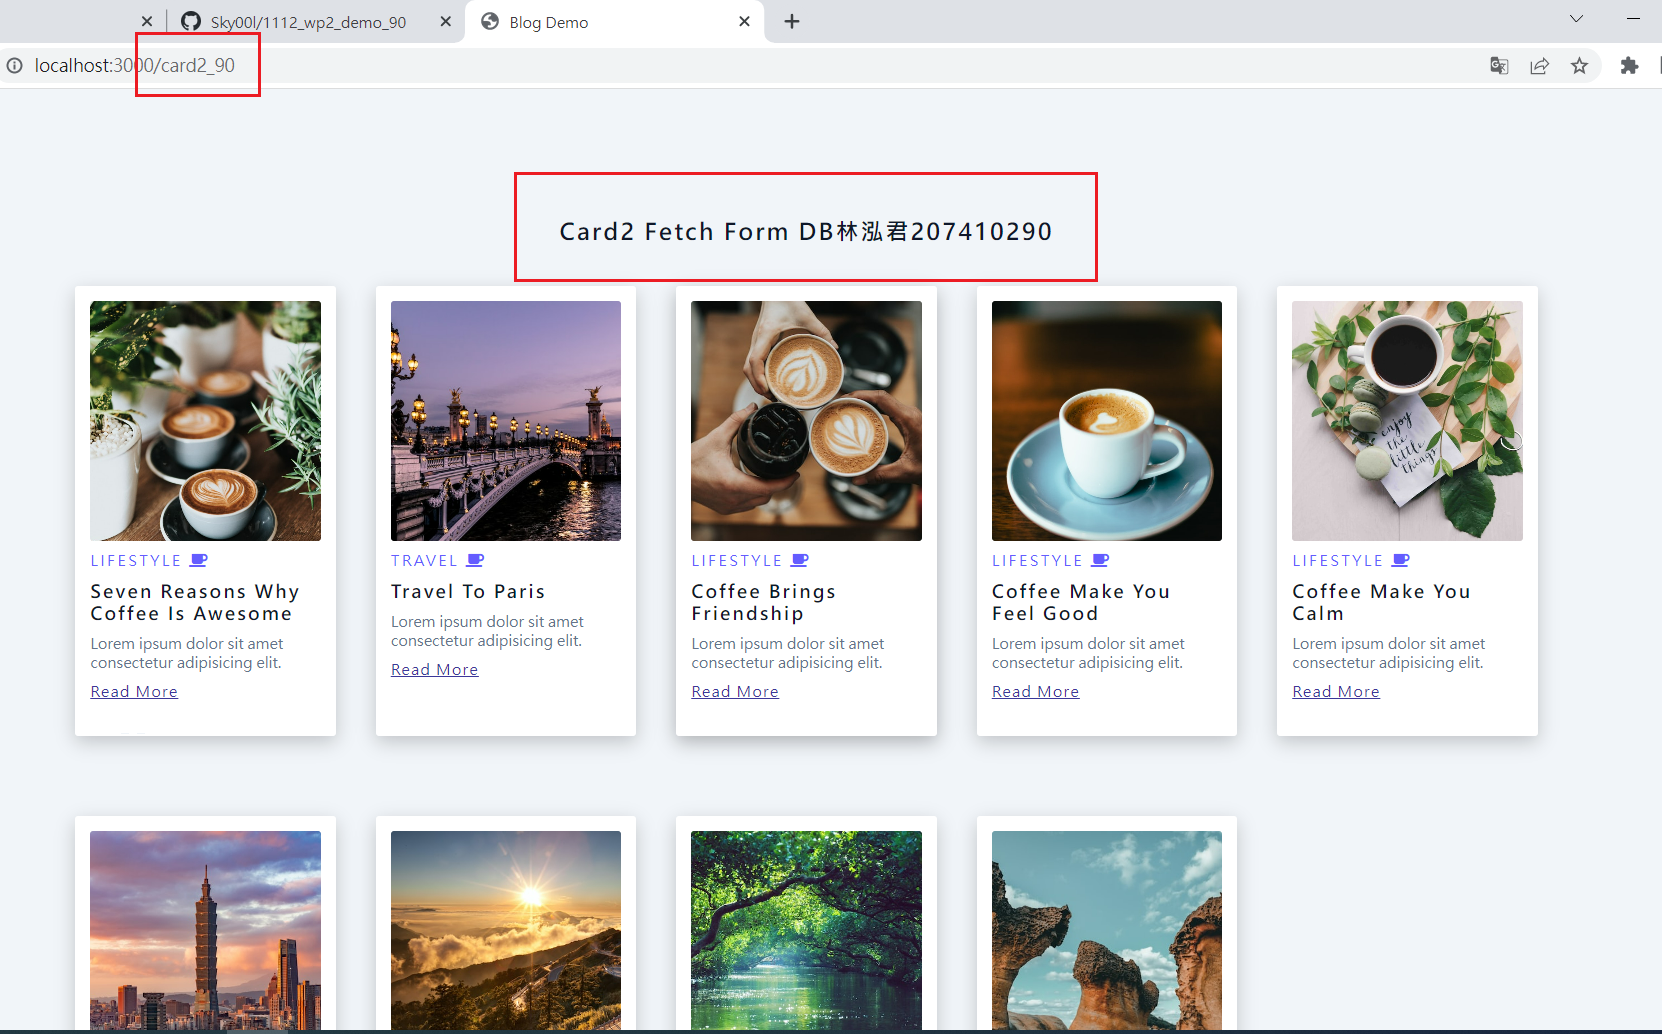 Sky00l/1112_wp2_demo_90
Blog Demo
localhost:3000/card2_90
Card2 Fetch Form DB林泓君207410290
LIFESTYLE
Seven Reasons Why
Coffee Is Awesome
Lorem ipsum dolor sit amet
consectetur adipisicing elit.
Read More
TRAVEL
Travel To Paris
Lorem ipsum dolor sit amet
consectetur adipisicing elit.
Read More
LIFESTYLE
Coffee Brings
Friendship
Lorem ipsum dolor sit amet
consectetur adipisicing elit.
Read More
LIFESTYLE
Coffee Make You
Feel Good
Lorem ipsum dolor sit amet
consectetur adipisicing elit.
Read More
enjoy
the
little
things
LIFESTYLE
Coffee Make You
Calm
Lorem ipsum dolor sit amet
consectetur adipisicing elit.
Read More